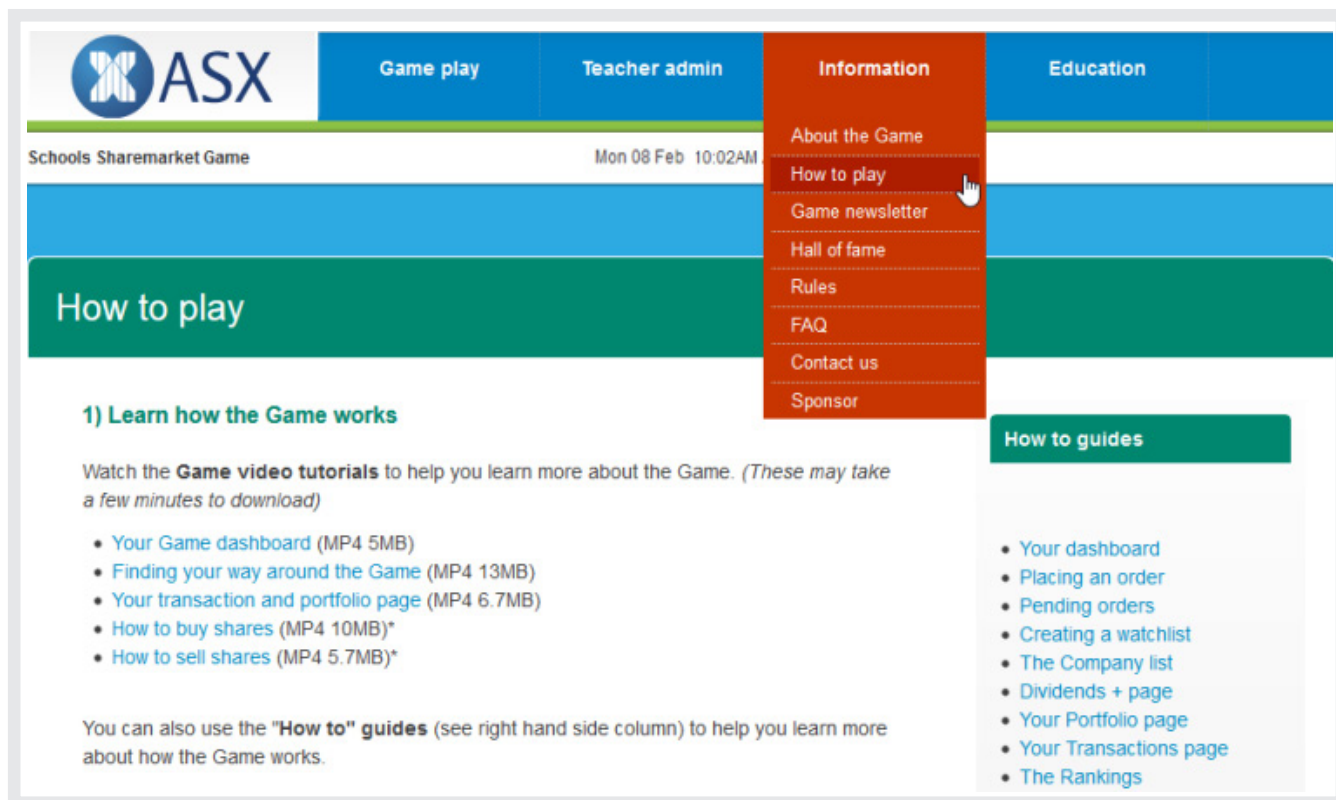 ASX
Game play
Teacher admin
Information
Education
Schools Sharemarket Game
Mon 08 Feb 10:02AM
About the Game
How to play
Game newsletter
Hall of fame
Rules
FAQ
Contact us
Sponsor
How to play
1) Learn how the Game works
Watch the Game video tutorials to help you learn more about the Game. (These may take
a few minutes to download)
• Your Game dashboard (MP4 5MB)
• Finding your way around the Game (MP4 13MB)
• Your transaction and portfolio page (MP4 6.7MB)
• How to buy shares (MP4 10MB)*
• How to sell shares (MP4 5.7MB)*
You can also use the "How to" guides (see right hand side column) to help you learn more
about how the Game works.
How to guides
• Your dashboard
• Placing an order
• Pending orders
• Creating a watchlist
• The Company list
• Dividends + page
• Your Portfolio page
• Your Transactions page
• The Rankings